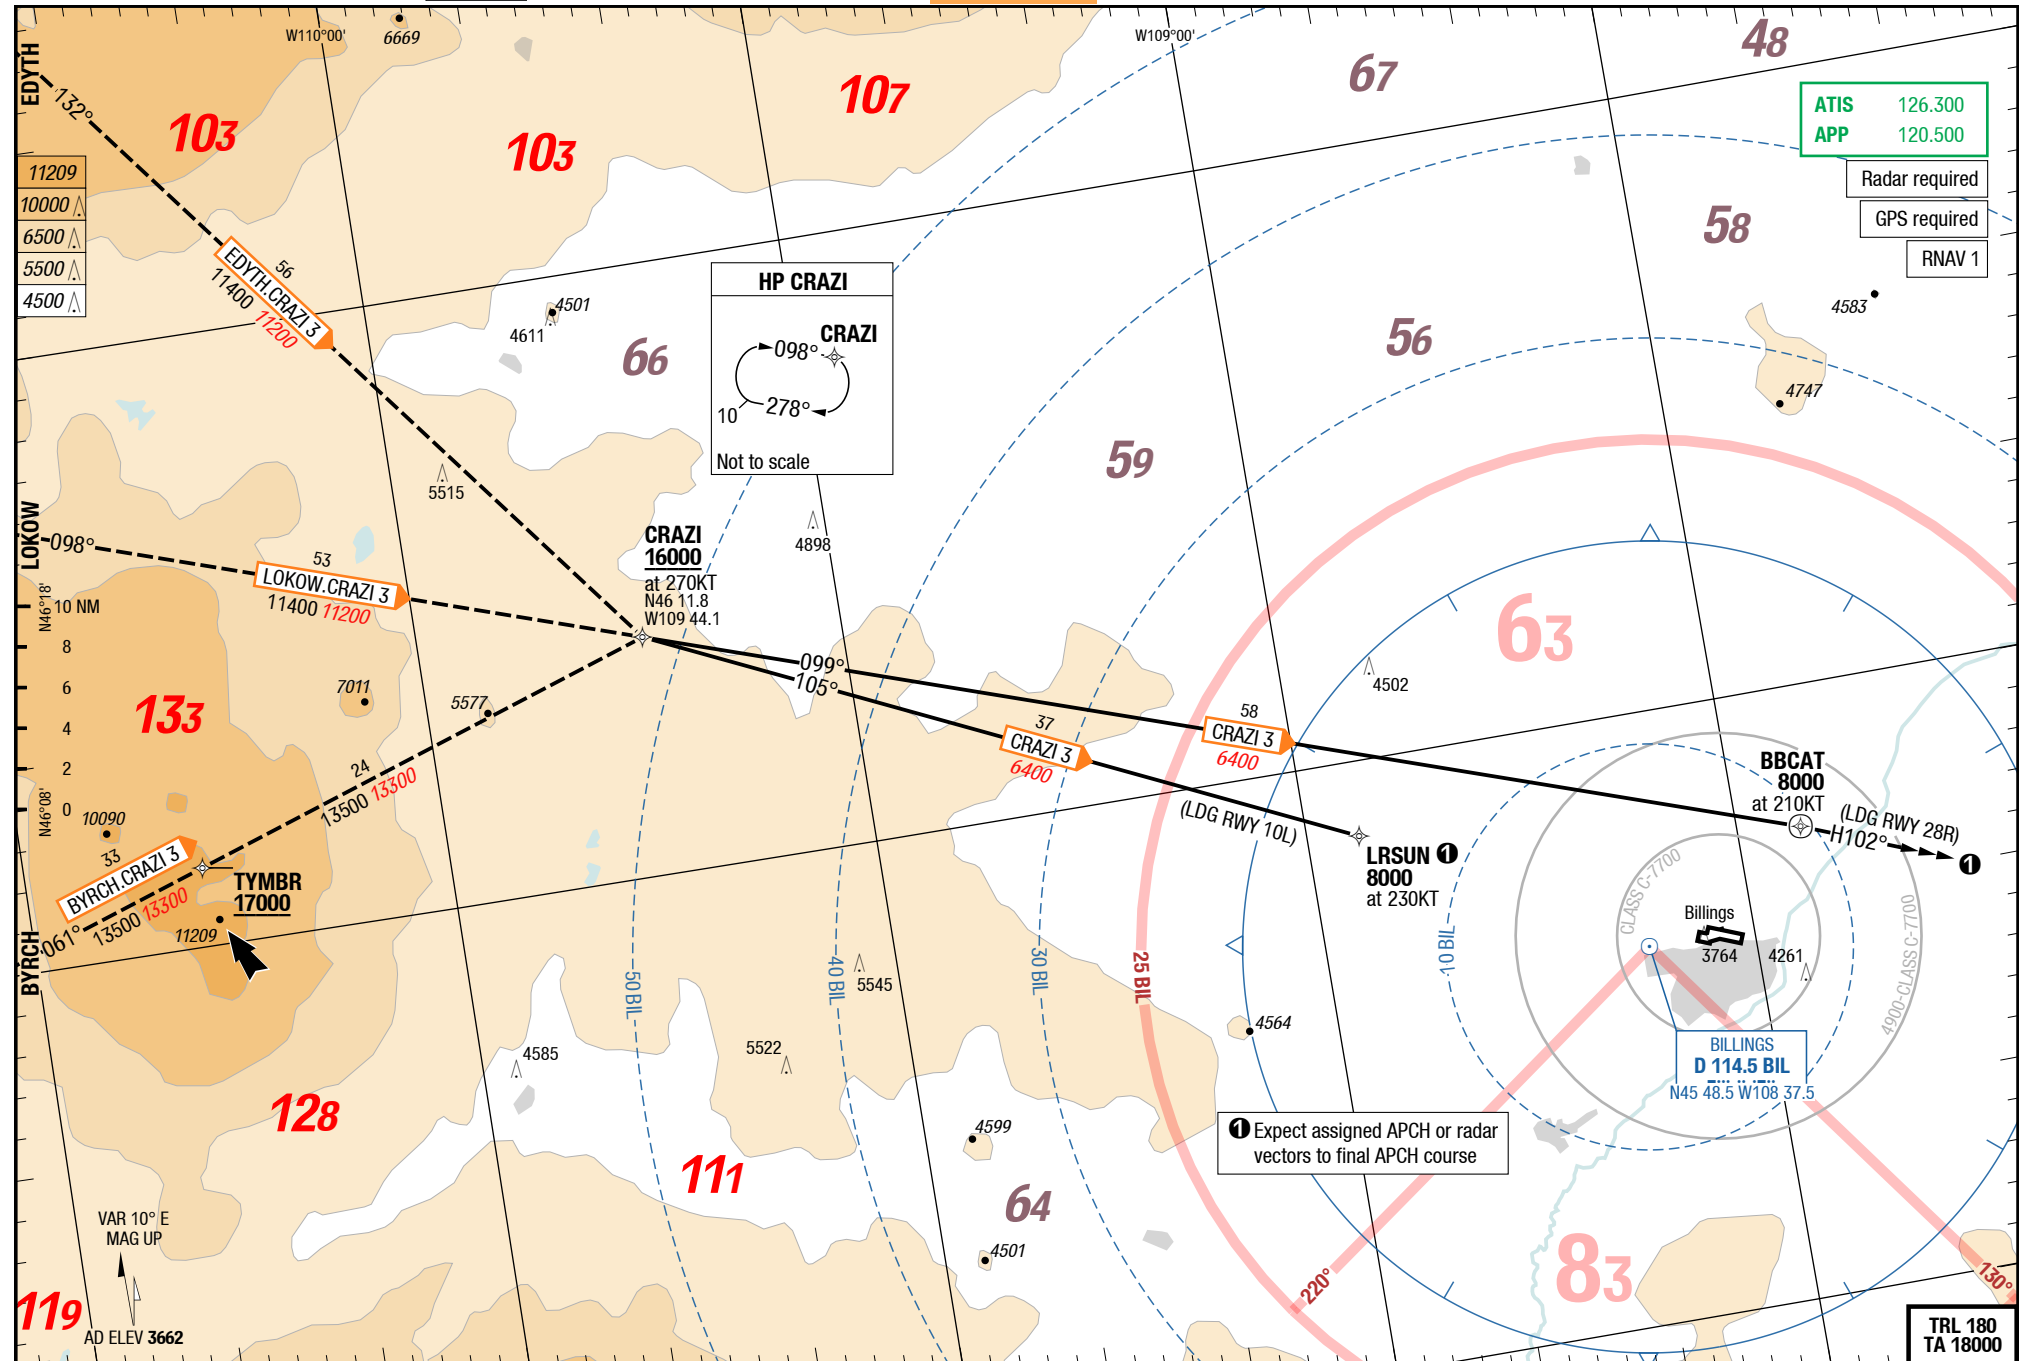 W110°00'
6669
W109°00'
EDYTH
132°
103
103
107
67
48
ATIS 126.300
APP 120.500
Radar required
GPS required
RNAV 1
11209
10000
6500
5500
4500
58
56
EDYTH.CRAZI 3
11400 11200
4501
4611
66
HP CRAZI
CRAZI
098°
278°
10
Not to scale
56
4583
4747
59
5515
4898
LOKOW
098°
53
LOKOW.CRAZI 3
11400 11200
CRAZI
16000
at 270KT
N46 11.8
W109 44.1
N46°18'
10 NM
8
6
4
2
0
N46°08'
63
4502
099°
105°
7011
5577
133
37
CRAZI 3
6400
58
CRAZI 3
6400
(LDG RWY 10L)
BBCAT
8000
at 210KT
(LDG RWY 28R)
H102°
1
24
13500 13300
10090
33
BYRCH.CRAZI 3
13500 13300
061°
BYRCH
TYMBR
17000
11209
LRSUN 1
8000
at 230KT
CLASS C-7700
4900-CLASS C-7700
Billings
3764
4261
50 BIL
40 BIL
30 BIL
25 BIL
10 BIL
5545
5522
4585
4564
BILLINGS
D 114.5 BIL
N45 48.5 W108 37.5
128
111
4599
64
4501
1 Expect assigned APCH or radar
vectors to final APCH course
83
220°
130°
VAR 10° E
MAG UP
119
AD ELEV 3662
TRL 180
TA 18000